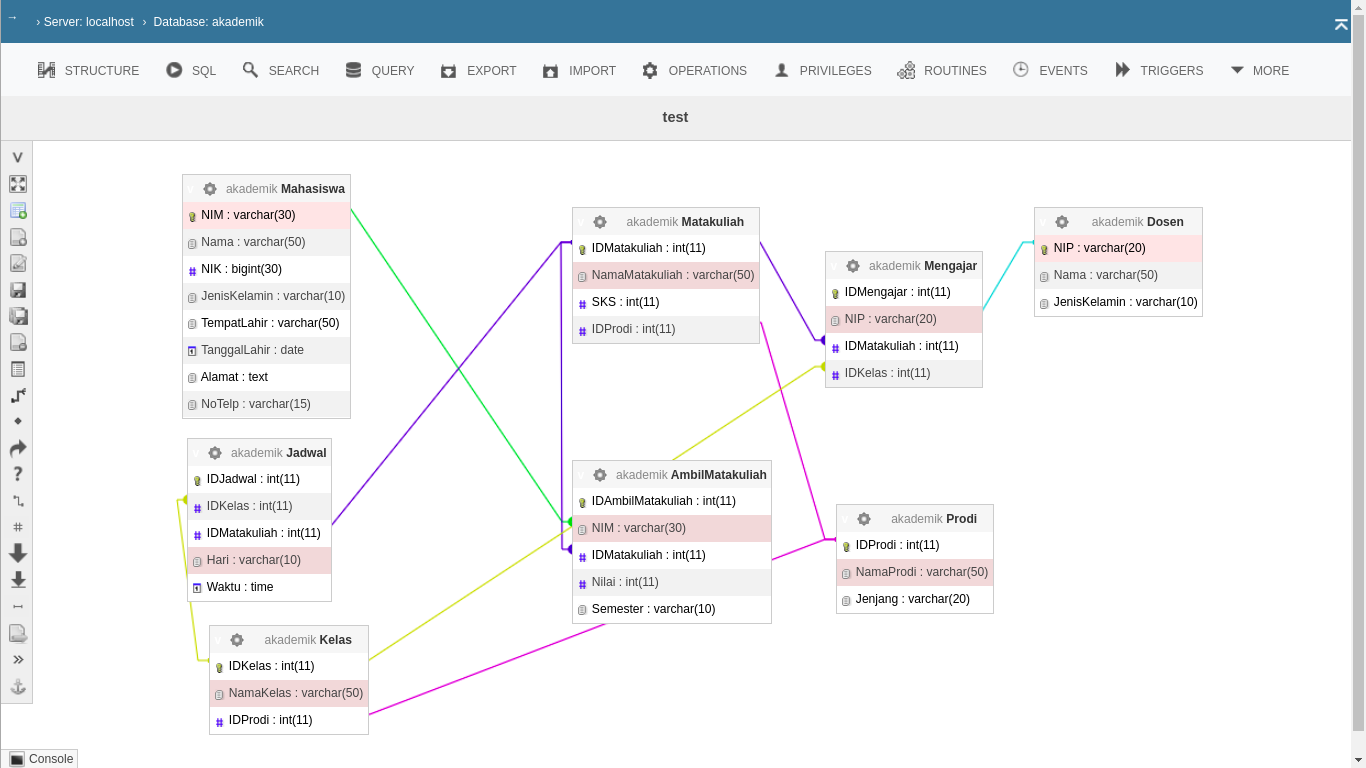 › Server: localhost › Database: akademik
STRUCTURE SQL SEARCH QUERY EXPORT IMPORT OPERATIONS PRIVILEGES ROUTINES EVENTS TRIGGERS MORE
test
akademik Mahasiswa
NIM : varchar(30)
Nama : varchar(50)
NIK : bigint(30)
JenisKelamin : varchar(10)
TempatLahir : varchar(50)
TanggalLahir : date
Alamat : text
NoTelp : varchar(15)
akademik Matakuliah
IDMatakuliah : int(11)
NamaMatakuliah : varchar(50)
SKS : int(11)
IDProdi : int(11)
akademik Mengajar
IDMengajar : int(11)
NIP : varchar(20)
IDMatakuliah : int(11)
IDKelas : int(11)
akademik Dosen
NIP : varchar(20)
Nama : varchar(50)
JenisKelamin : varchar(10)
akademik Jadwal
IDJadwal : int(11)
IDKelas : int(11)
IDMatakuliah : int(11)
Hari : varchar(10)
Waktu : time
akademik AmbilMatakuliah
IDAmbilMatakuliah : int(11)
NIM : varchar(30)
IDMatakuliah : int(11)
Nilai : int(11)
Semester : varchar(10)
akademik Prodi
IDProdi : int(11)
NamaProdi : varchar(50)
Jenjang : varchar(20)
akademik Kelas
IDKelas : int(11)
NamaKelas : varchar(50)
IDProdi : int(11)
Console